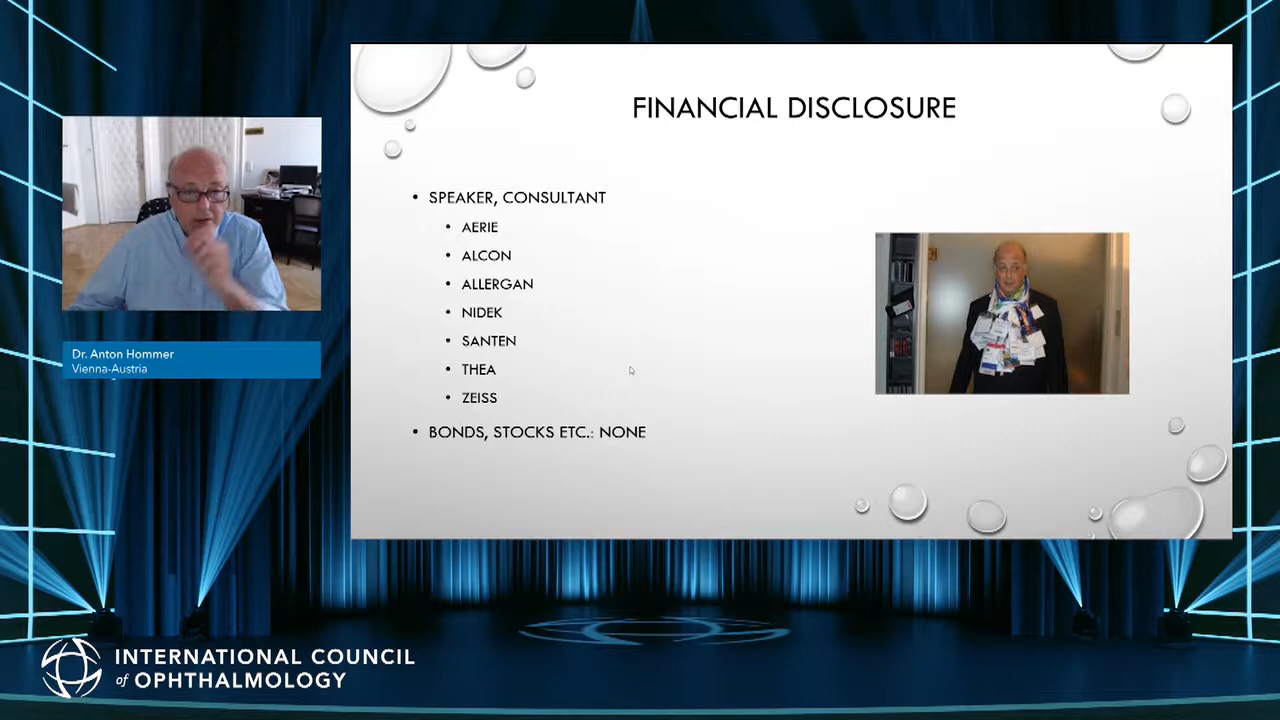 FINANCIAL DISCLOSURE
• SPEAKER, CONSULTANT
• AERIE
• ALCON
• ALLERGAN
• NIDEK
• SANTEN
• THEA
• ZEISS
• BONDS, STOCKS ETC.: NONE
Dr. Anton Hommer
Vienna-Austria
INTERNATIONAL COUNCIL
of OPHTHALMOLOGY